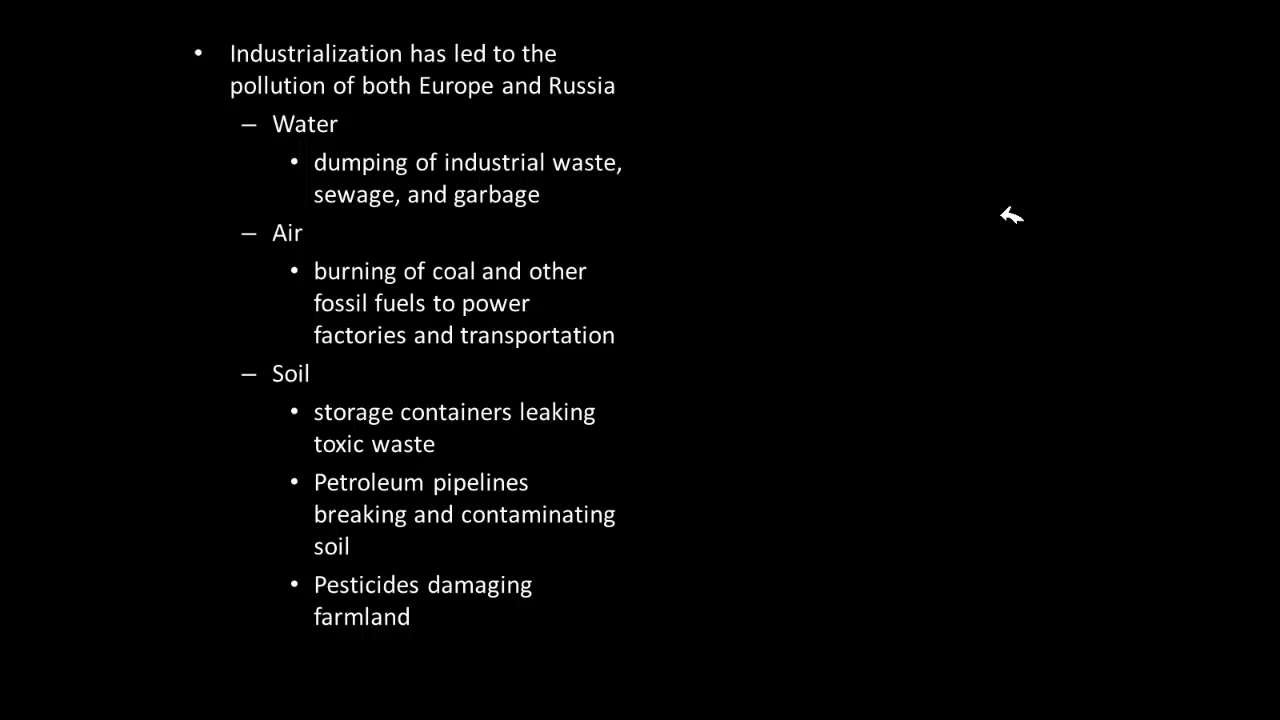 • Industrialization has led to the
pollution of both Europe and Russia
– Water
• dumping of industrial waste,
sewage, and garbage
– Air
• burning of coal and other
fossil fuels to power
factories and transportation
– Soil
• storage containers leaking
toxic waste
• Petroleum pipelines
breaking and contaminating
soil
• Pesticides damaging
farmland